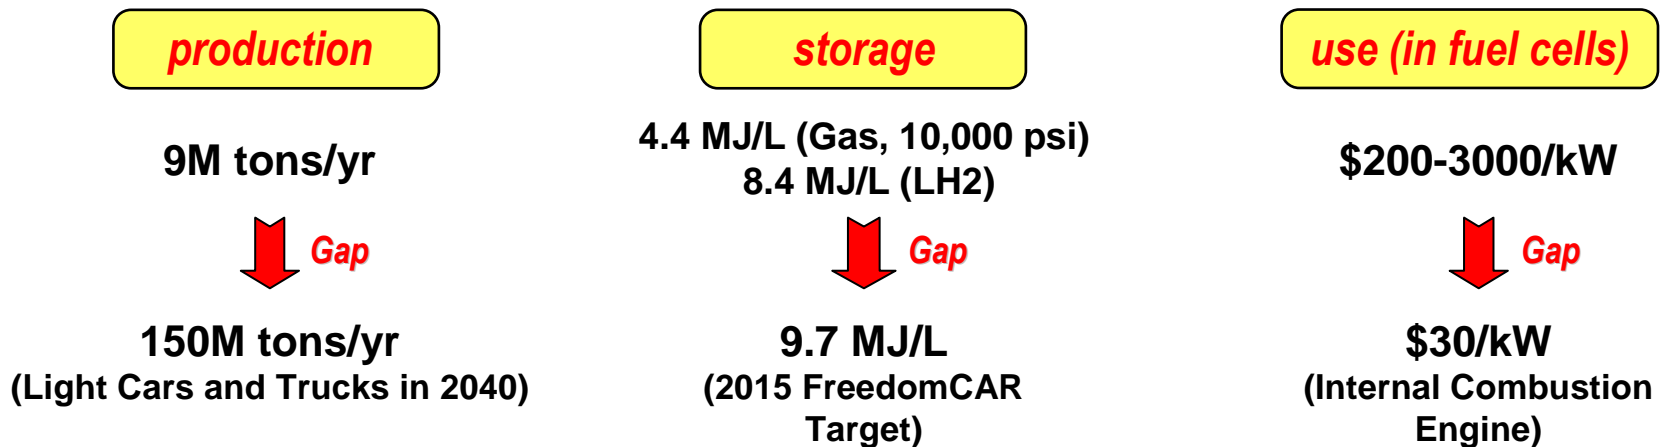 production
9M tons/yr
Gap
150M tons/yr
(Light Cars and Trucks in 2040)
storage
4.4 MJ/L (Gas, 10,000 psi)
8.4 MJ/L (LH2)
Gap
9.7 MJ/L
(2015 FreedomCAR
Target)
use (in fuel cells)
$200-3000/kW
Gap
$30/kW
(Internal Combustion
Engine)